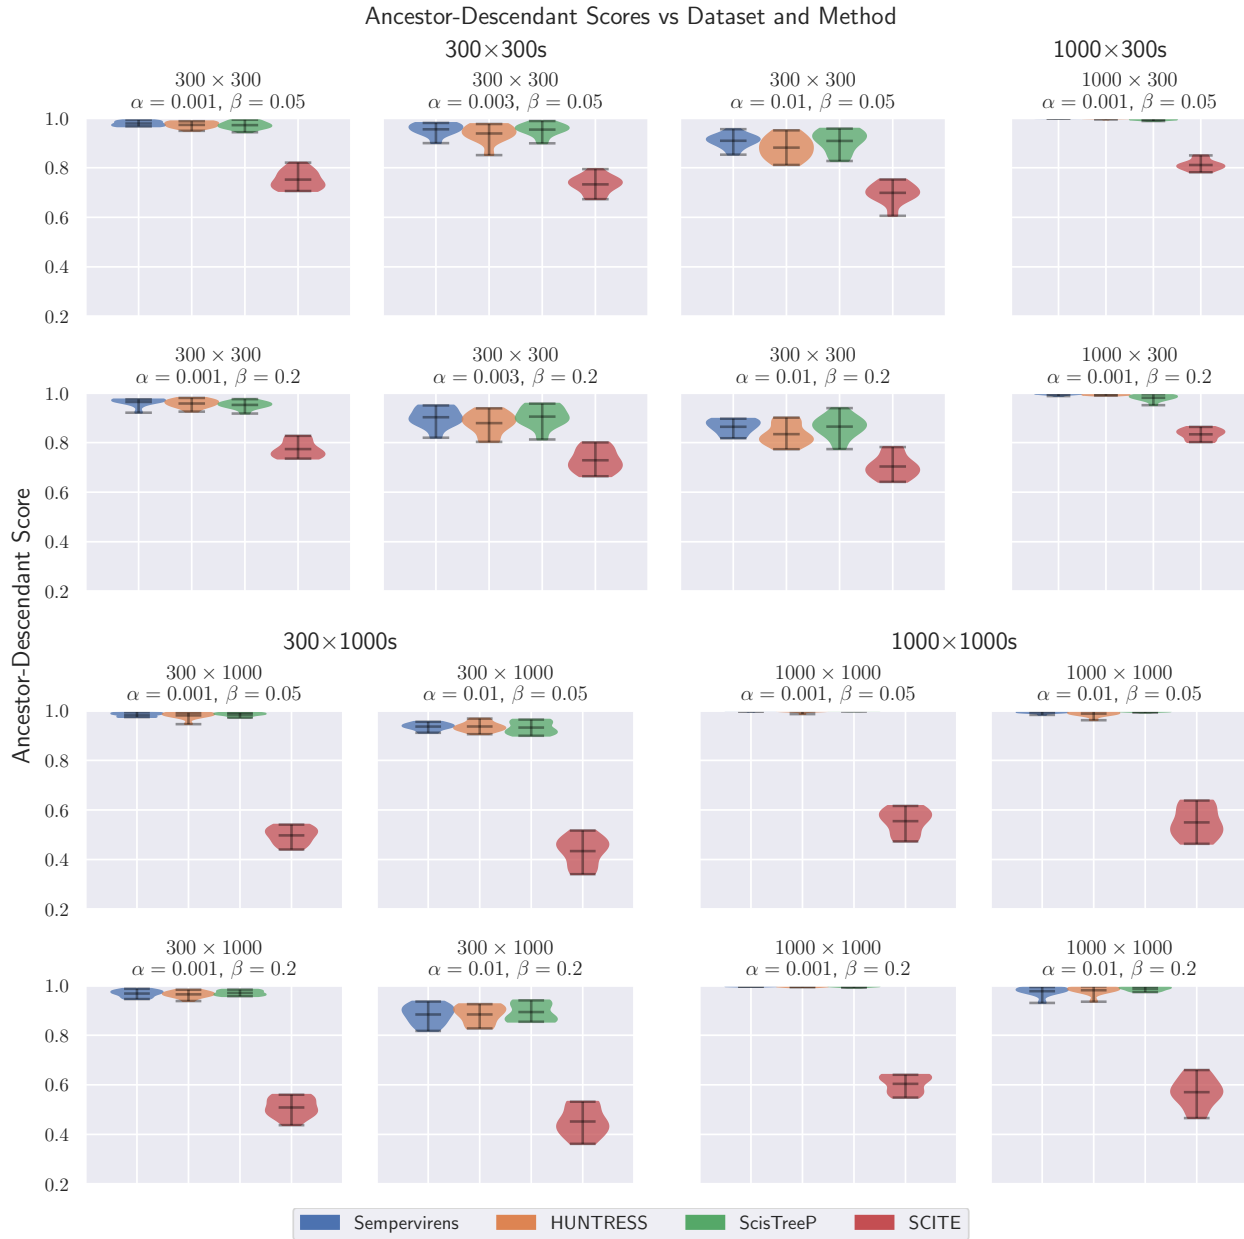 Ancestor-Descendant Scores vs Dataset and Method
300×300s
1000×300s
300 × 300
α = 0.001, β = 0.05
300 × 300
α = 0.003, β = 0.05
300 × 300
α = 0.01, β = 0.05
1000 × 300
α = 0.001, β = 0.05
1.0
0.8
0.6
0.4
0.2
300 × 300
α = 0.001, β = 0.2
300 × 300
α = 0.003, β = 0.2
300 × 300
α = 0.01, β = 0.2
1000 × 300
α = 0.001, β = 0.2
1.0
0.8
0.6
0.4
0.2
Ancestor-Descendant Score
300×1000s
1000×1000s
300 × 1000
α = 0.001, β = 0.05
300 × 1000
α = 0.01, β = 0.05
1000 × 1000
α = 0.001, β = 0.05
1000 × 1000
α = 0.01, β = 0.05
1.0
0.8
0.6
0.4
0.2
300 × 1000
α = 0.001, β = 0.2
300 × 1000
α = 0.01, β = 0.2
1000 × 1000
α = 0.001, β = 0.2
1000 × 1000
α = 0.01, β = 0.2
1.0
0.8
0.6
0.4
0.2
Sempervirens
HUNTRESS
ScisTreeP
SCITE